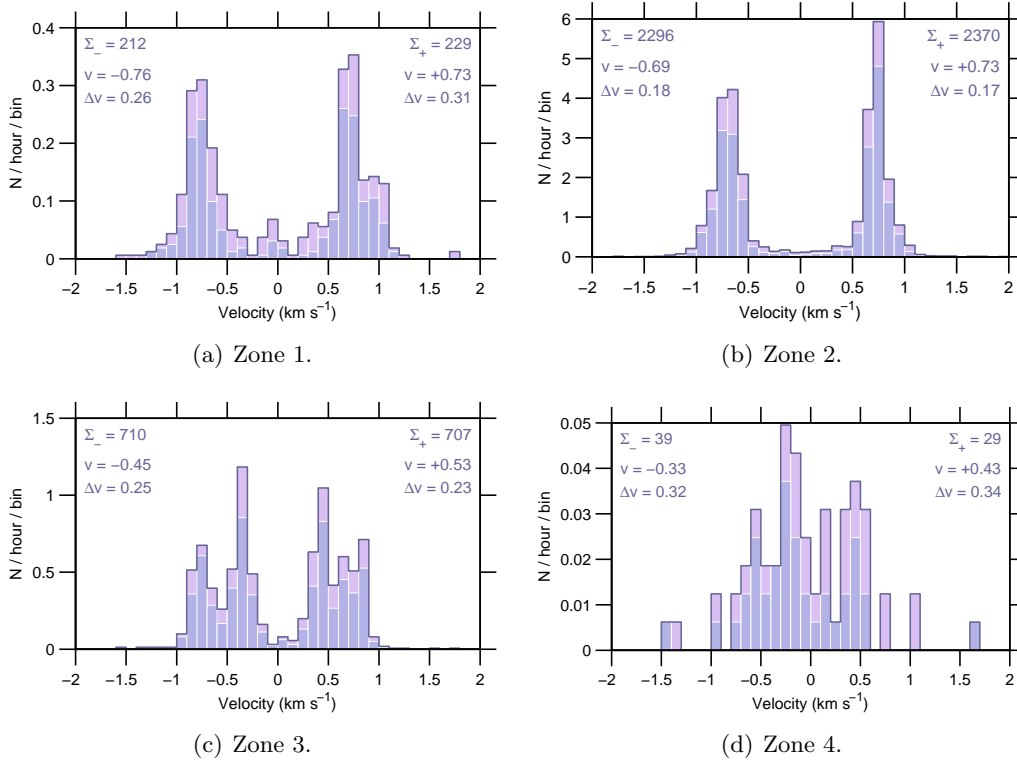 0.4
0.3
0.2
0.1
0
N / hour / bin
Σ− = 212
v = −0.76
Δv = 0.26
Σ+ = 229
v = +0.73
Δv = 0.31
−2 −1.5 −1 −0.5 0 0.5 1 1.5 2
Velocity (km s−1)
(a) Zone 1.
6
5
4
3
2
1
0
N / hour / bin
Σ− = 2296
v = −0.69
Δv = 0.18
Σ+ = 2370
v = +0.73
Δv = 0.17
−2 −1.5 −1 −0.5 0 0.5 1 1.5 2
Velocity (km s−1)
(b) Zone 2.
1.5
1
0.5
0
N / hour / bin
Σ− = 710
v = −0.45
Δv = 0.25
Σ+ = 707
v = +0.53
Δv = 0.23
−2 −1.5 −1 −0.5 0 0.5 1 1.5 2
Velocity (km s−1)
(c) Zone 3.
0.05
0.04
0.03
0.02
0.01
0
N / hour / bin
Σ− = 39
v = −0.33
Δv = 0.32
Σ+ = 29
v = +0.43
Δv = 0.34
−2 −1.5 −1 −0.5 0 0.5 1 1.5 2
Velocity (km s−1)
(d) Zone 4.